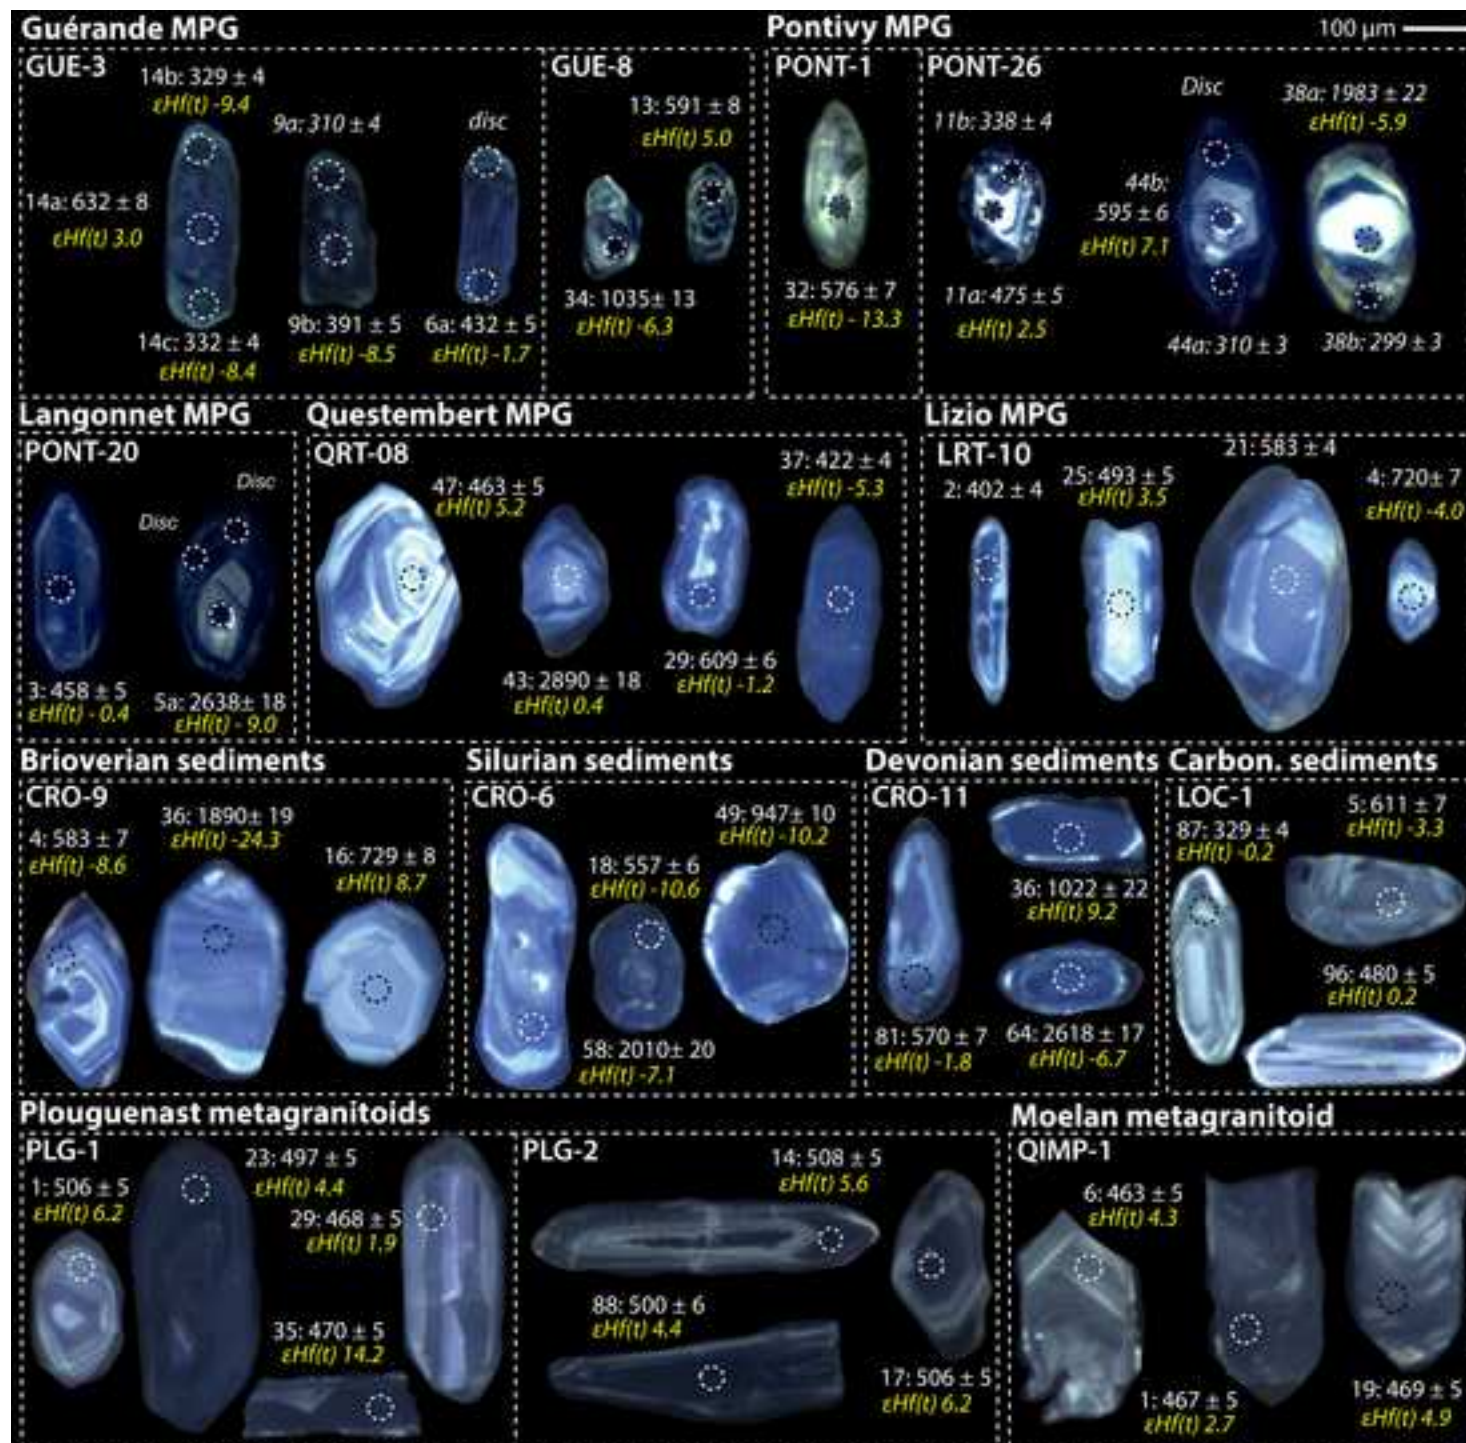 Guérande MPG
Pontivy MPG
100 µm
GUE-3
14b: 329 ± 4
εHf(t) -9.4
9a: 310 ± 4
disc
14a: 632 ± 8
εHf(t) 3.0
14c: 332 ± 4
εHf(t) -8.4
9b: 391 ± 5
εHf(t) -8.5
6a: 432 ± 5
εHf(t) -1.7
GUE-8
13: 591 ± 8
εHf(t) 5.0
34: 1035± 13
εHf(t) -6.3
PONT-1
32: 576 ± 7
εHf(t) - 13.3
PONT-26
11b: 338 ± 4
11a: 475 ± 5
εHf(t) 2.5
Disc
44b:
595 ± 6
εHf(t) 7.1
44a: 310 ± 3
38a: 1983 ± 22
εHf(t) -5.9
38b: 299 ± 3
Langonnet MPG
Questembert MPG
Lizio MPG
PONT-20
Disc
Disc
3: 458 ± 5
εHf(t) - 0.4
5a: 2638± 18
εHf(t) - 9.0
QRT-08
47: 463 ± 5
εHf(t) 5.2
43: 2890 ± 18
εHf(t) 0.4
29: 609 ± 6
εHf(t) -1.2
37: 422 ± 4
εHf(t) -5.3
LRT-10
2: 402 ± 4
25: 493 ± 5
εHf(t) 3.5
21: 583 ± 4
4: 720± 7
εHf(t) -4.0
Brioverian sediments
Silurian sediments
Devonian sediments
Carbon. sediments
CRO-9
4: 583 ± 7
εHf(t) -8.6
36: 1890± 19
εHf(t) -24.3
16: 729 ± 8
εHf(t) 8.7
CRO-6
18: 557 ± 6
εHf(t) -10.6
49: 947± 10
εHf(t) -10.2
58: 2010± 20
εHf(t) -7.1
CRO-11
36: 1022 ± 22
εHf(t) 9.2
81: 570 ± 7
εHf(t) -1.8
64: 2618 ± 17
εHf(t) -6.7
LOC-1
87: 329 ± 4
εHf(t) -0.2
5: 611 ± 7
εHf(t) -3.3
96: 480 ± 5
εHf(t) 0.2
Plouguenast metagranitoids
Moelan metagranitoid
PLG-1
1: 506 ± 5
εHf(t) 6.2
23: 497 ± 5
εHf(t) 4.4
29: 468 ± 5
εHf(t) 1.9
35: 470 ± 5
εHf(t) 14.2
PLG-2
14: 508 ± 5
εHf(t) 5.6
88: 500 ± 6
εHf(t) 4.4
17: 506 ± 5
εHf(t) 6.2
QIMP-1
6: 463 ± 5
εHf(t) 4.3
1: 467 ± 5
εHf(t) 2.7
19: 469 ± 5
εHf(t) 4.9